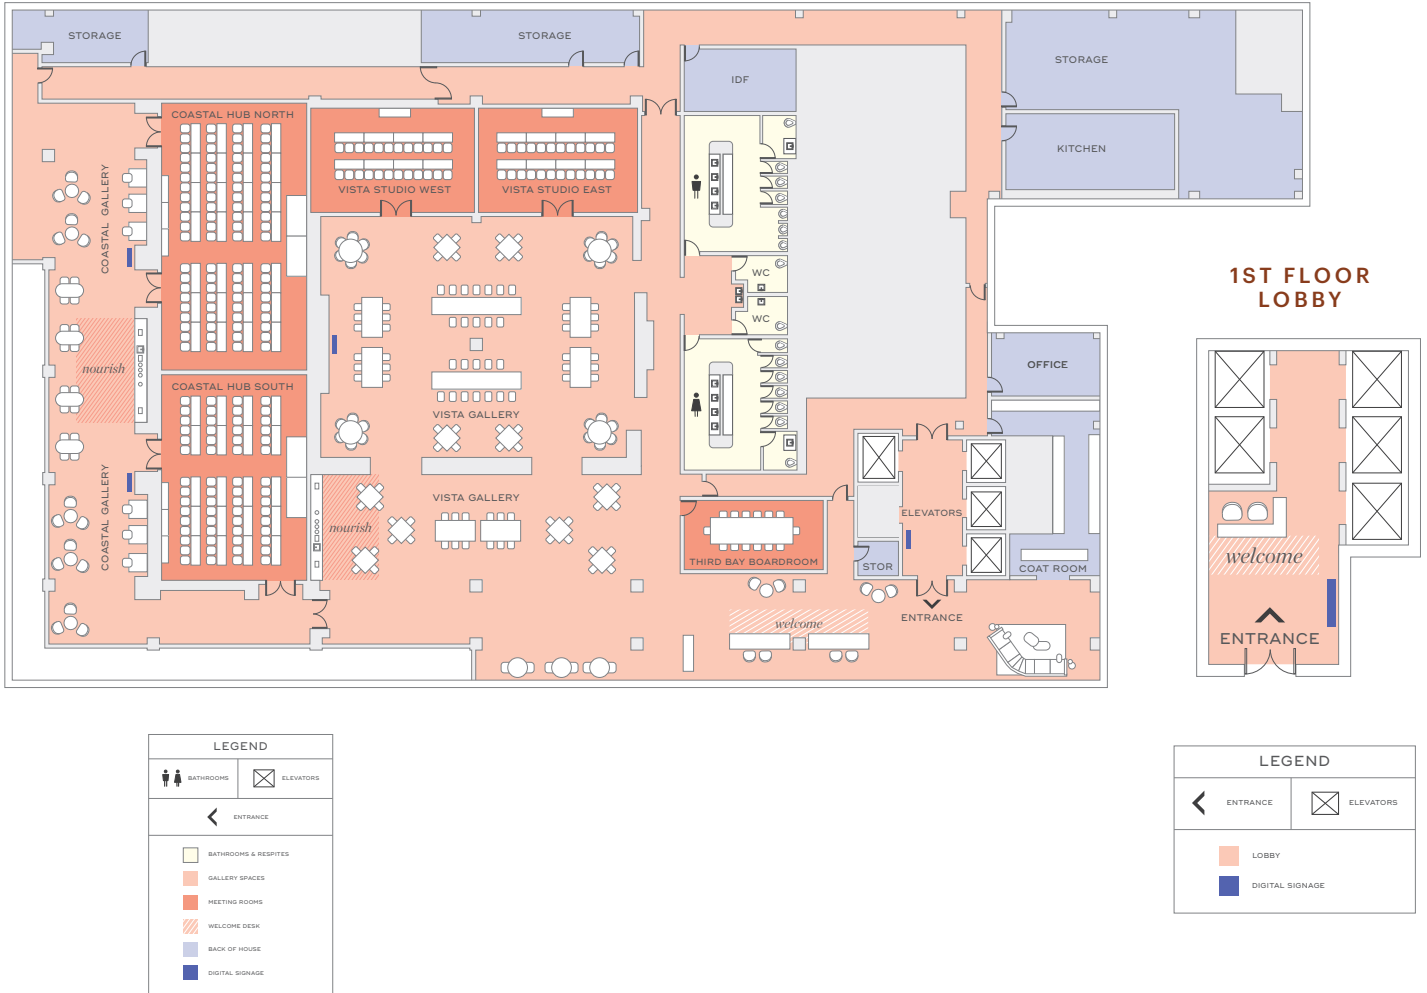 STORAGE
STORAGE
STORAGE
IDF
KITCHEN
COASTAL HUB NORTH
VISTA STUDIO WEST
VISTA STUDIO EAST
COASTAL GALLERY
WC
WC
1ST FLOOR
LOBBY
nourish
OFFICE
COASTAL HUB SOUTH
VISTA GALLERY
COASTAL GALLERY
VISTA GALLERY
nourish
ELEVATORS
THIRD BAY BOARDROOM
STOR
COAT ROOM
ENTRANCE
welcome
welcome
ENTRANCE
LEGEND
BATHROOMS
ELEVATORS
ENTRANCE
BATHROOMS & RESPITES
GALLERY SPACES
MEETING ROOMS
WELCOME DESK
BACK OF HOUSE
DIGITAL SIGNAGE
LEGEND
ENTRANCE
ELEVATORS
LOBBY
DIGITAL SIGNAGE